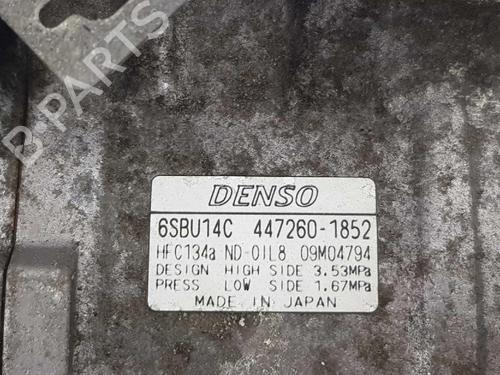 B PARTS
DENSO
6SBU14C 447260-1852
HFC134a ND-OIL8 09M04794
DESIGN HIGH SIDE 3.53MPa
PRESS LOW SIDE 1.67MPa
MADE IN JAPAN